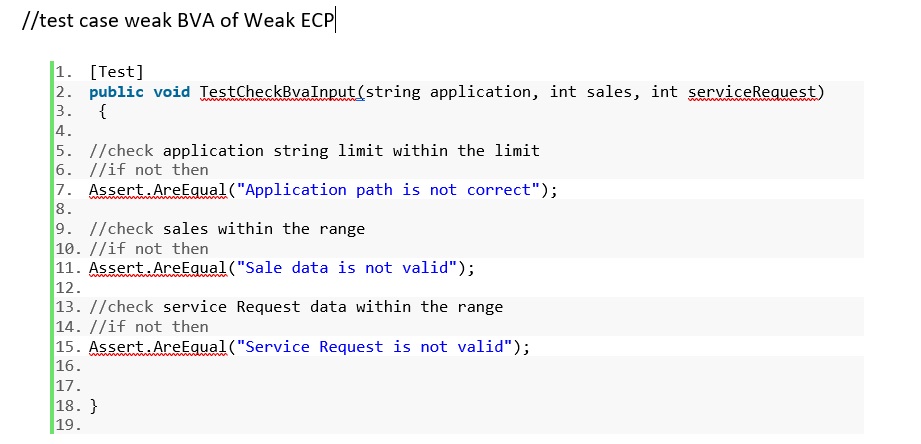 //test case weak BVA of Weak ECP
1. [Test]
2. public void TestCheckBvaInput(string application, int sales, int serviceRequest)
3. {
4.
5. //check application string limit within the limit
6. //if not then
7. Assert.AreEqual("Application path is not correct");
8.
9. //check sales within the range
10. //if not then
11. Assert.AreEqual("Sale data is not valid");
12.
13. //check service Request data within the range
14. //if not then
15. Assert.AreEqual("Service Request is not valid");
16.
17.
18. }
19.